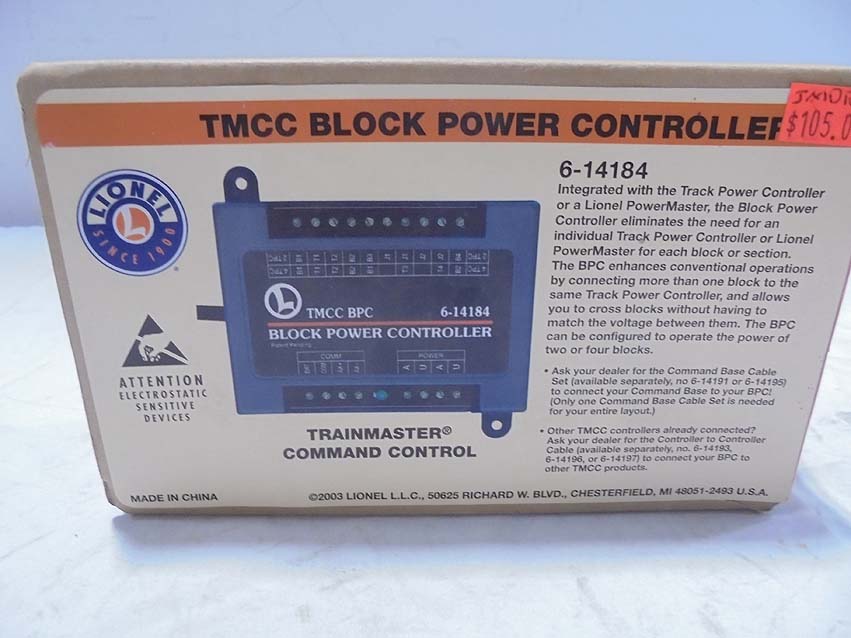 TMCC BLOCK POWER CONTROLLER
$105.0
LIONEL
L
SINCE 1900
6-14184
Integrated with the Track Power Controller
or a Lionel PowerMaster, the Block Power
Controller eliminates the need for an
individual Track Power Controller or Lionel
PowerMaster for each block or section.
The BPC enhances conventional operations
by connecting more than one block to the
same Track Power Controller, and allows
you to cross blocks without having to
match the voltage between them. The BPC
can be configured to operate the power of
two or four blocks.
• Ask your dealer for the Command Base Cable
Set (available separately, no 6-14191 or 6-14195)
to connect your Command Base to your BPC!
(Only one Command Base Cable Set is needed
for your entire layout.)
• Other TMCC controllers already connected?
Ask your dealer for the Controller to Controller
Cable (available separately, no. 6-14193,
6-14196, or 6-14197) to connect your BPC to
other TMCC products.
L
TMCC BPC 6-14184
BLOCK POWER CONTROLLER
Patent Pending
COMM POWER
A U A U
ATTENTION
ELECTROSTATIC
SENSITIVE
DEVICES
TRAINMASTER®
COMMAND CONTROL
MADE IN CHINA
©2003 LIONEL L.L.C., 50625 RICHARD W. BLVD., CHESTERFIELD, MI 48051-2493 U.S.A.